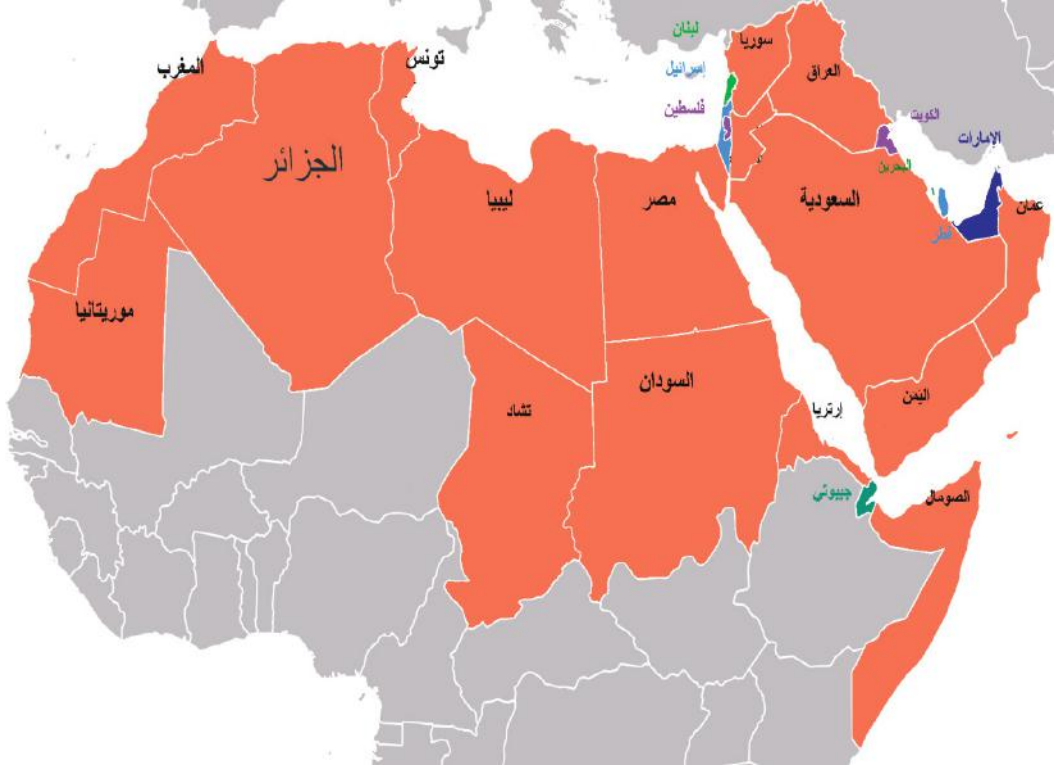 لبنان
سوريا
تونس
المغرب
إسرائيل
العراق
فلسطين
الكويت
الإمارات
الجزائر
البحرين
ليبيا
مصر
السعودية
عمان
قطر
موريتانيا
السودان
اليمن
تشاد
إرتريا
جيبوتي
الصومال